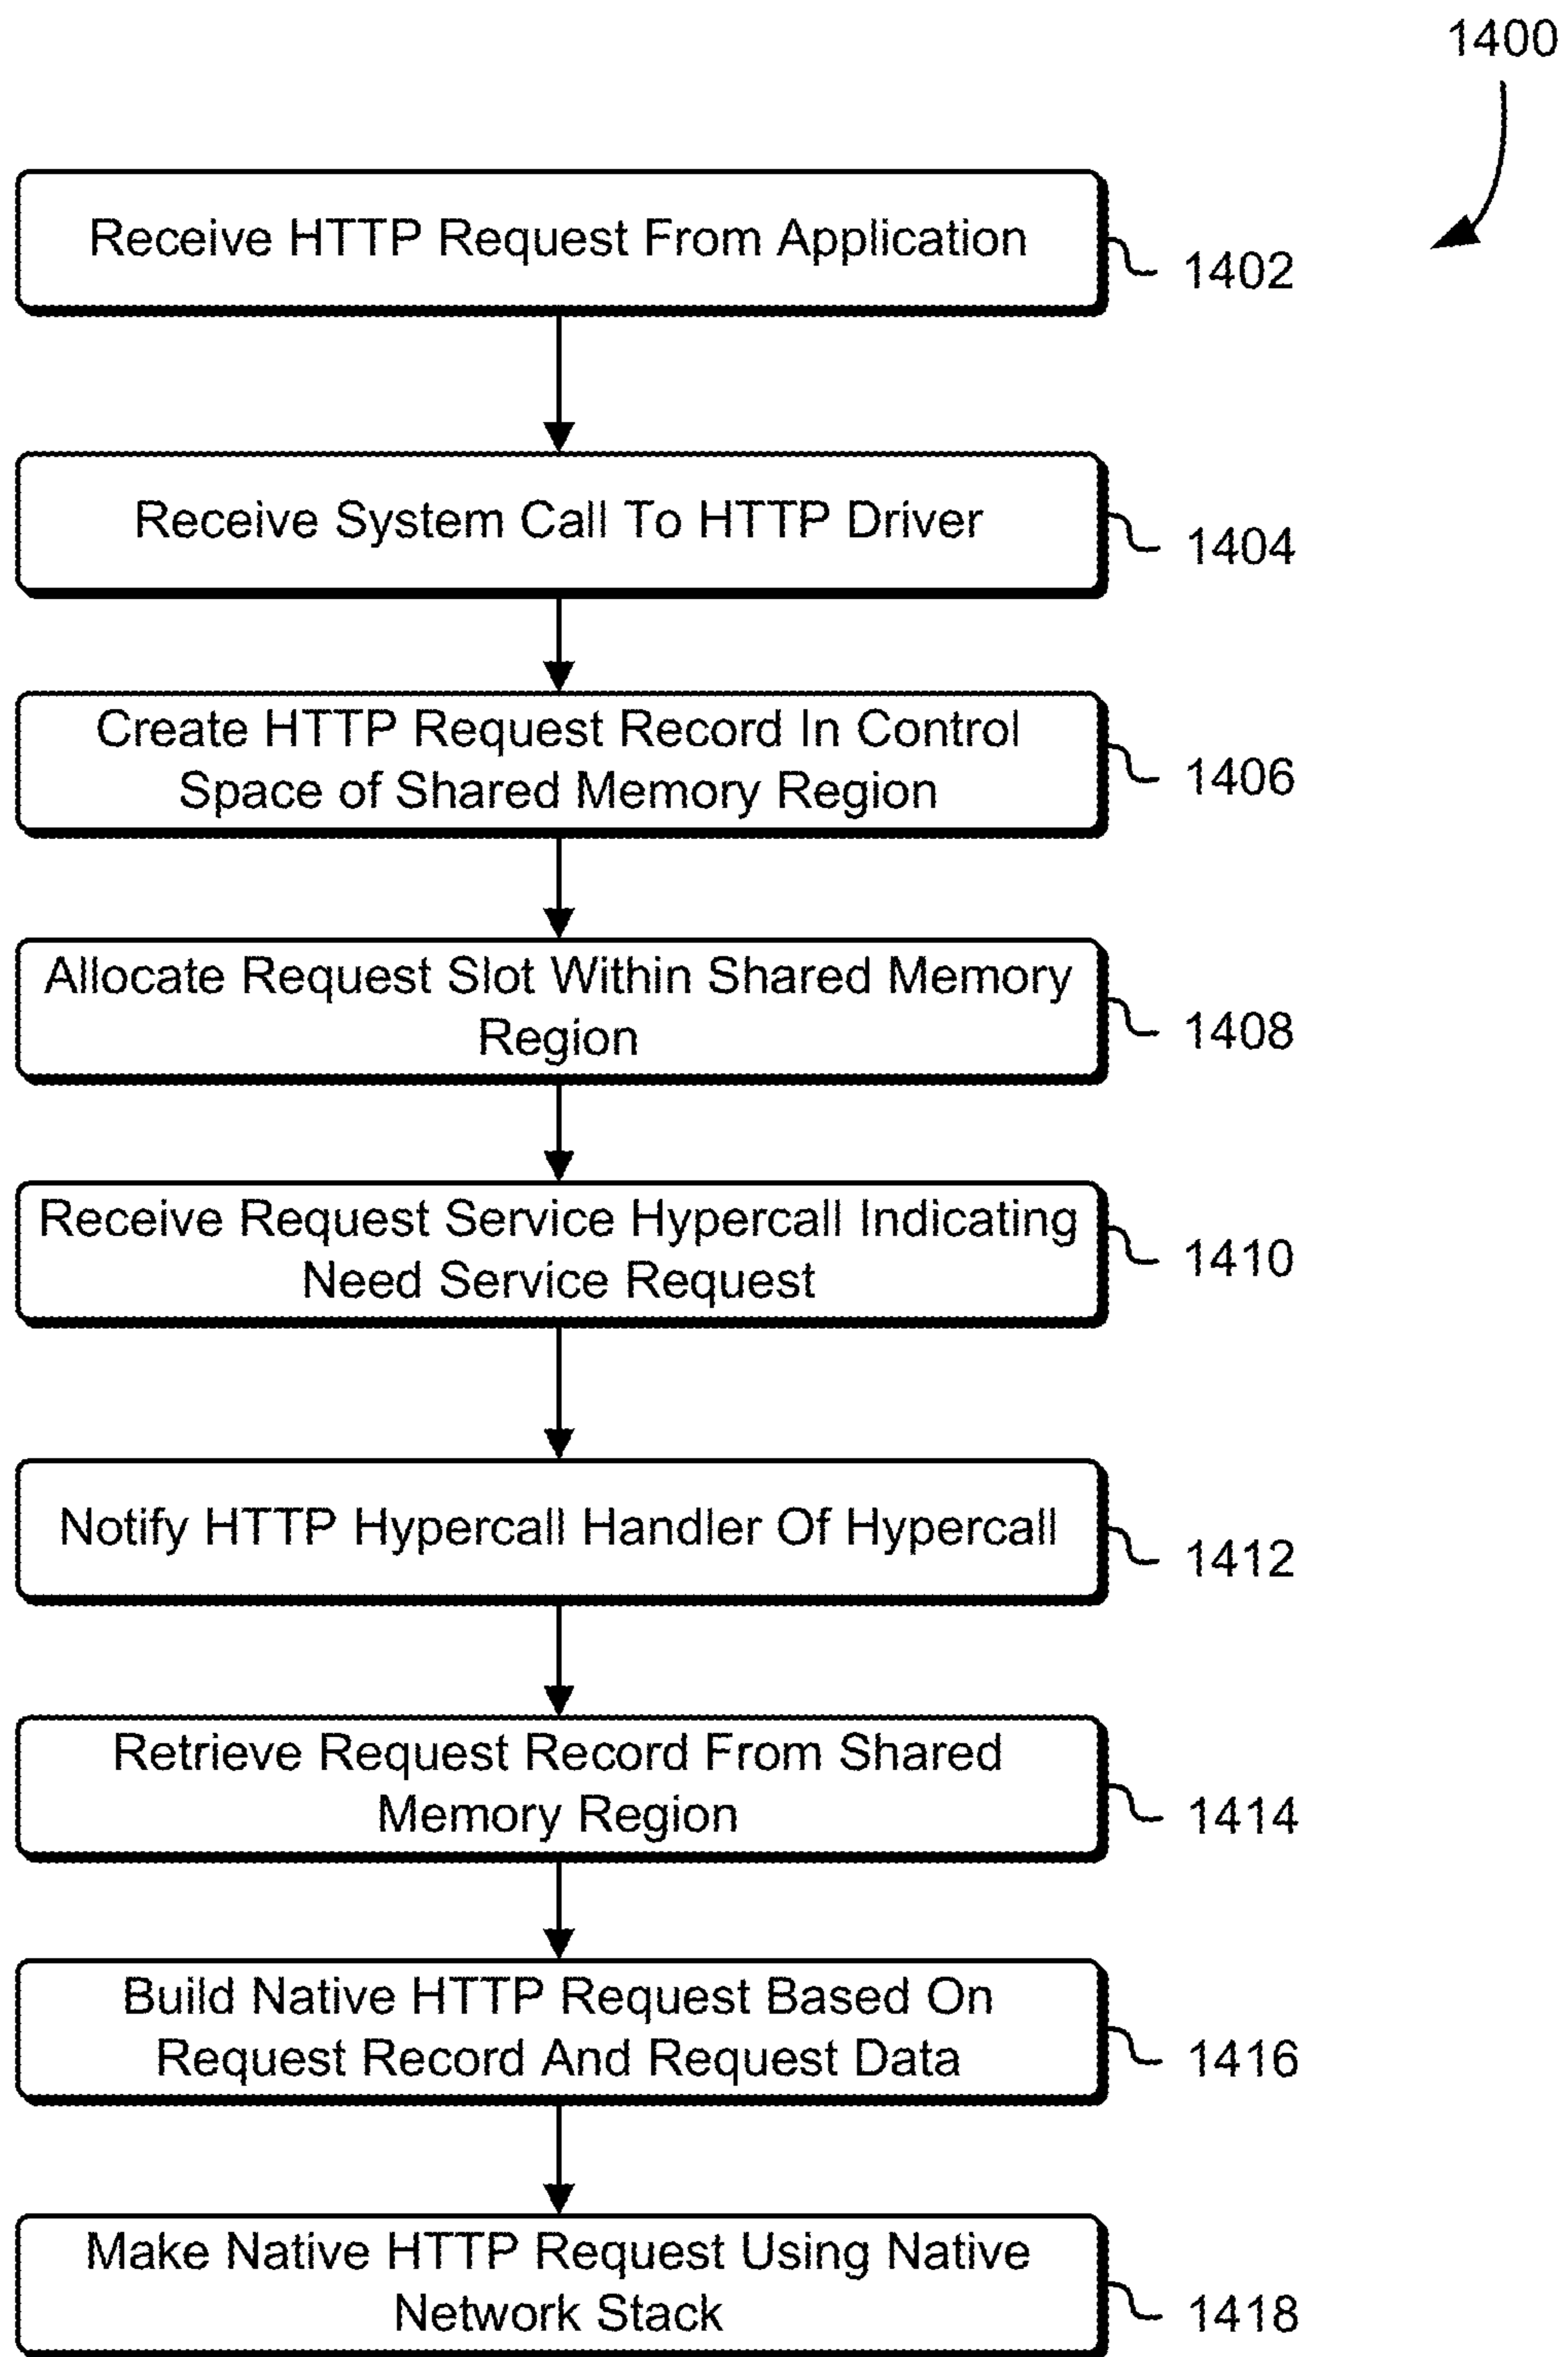 1400
Receive HTTP Request From Application
1402
Receive System Call To HTTP Driver
1404
Create HTTP Request Record In Control
Space of Shared Memory Region
1406
Allocate Request Slot Within Shared Memory
Region
1408
Receive Request Service Hypercall Indicating
Need Service Request
1410
Notify HTTP Hypercall Handler Of Hypercall
1412
Retrieve Request Record From Shared
Memory Region
1414
Build Native HTTP Request Based On
Request Record And Request Data
1416
Make Native HTTP Request Using Native
Network Stack
1418